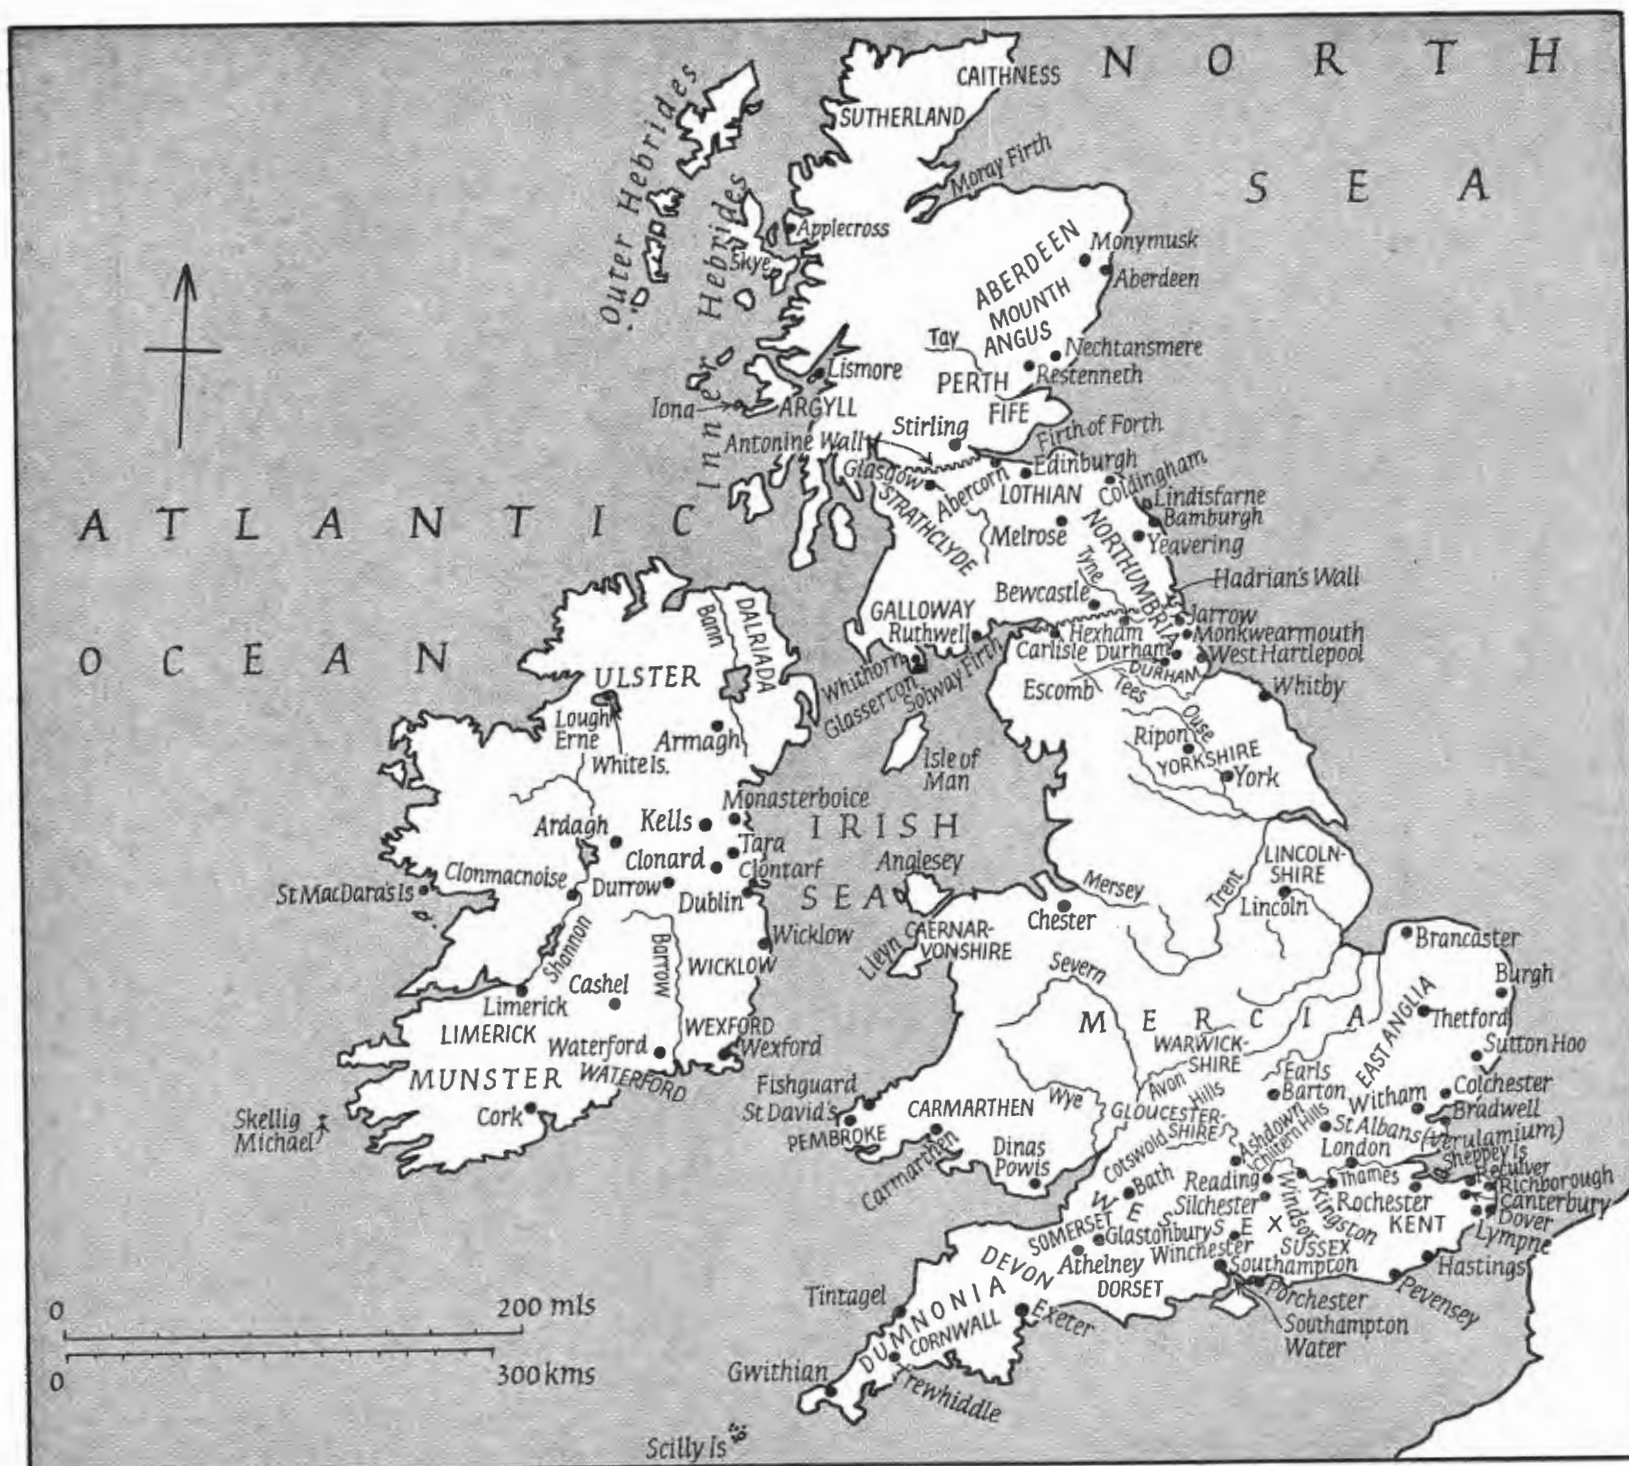 NORTH
SEA
CAITHNESS
SUTHERLAND
Moray Firth
Outer Hebrides
Inner Hebrides
Applecross
Skye
ABERDEEN
Monymusk
Aberdeen
MOUNTH
ANGUS
Tay
Nechtansmere
Lismore
PERTH
Restenneth
Iona
ARGYLL
FIFE
Stirling
Firth of Forth
Antonine Wall
Glasgow
Abercorn
Edinburgh
LOTHIAN
Coldingham
Lindisfarne
Bamburgh
STRATHCLYDE
Melrose
NORTHUMBRIA
Yeavering
ATLANTIC
OCEAN
Tyne
Hadrian's Wall
Bewcastle
GALLOWAY
Ruthwell
Jarrow
Hexham
Monkwearmouth
Carlisle
Durham
West Hartlepool
DURHAM
Whithorn
Glasserton
Solway Firth
Escomb
Tees
Whitby
Bann
DALRIADA
ULSTER
Lough
Erne
Armagh
White Is.
Isle of
Man
Ouse
Ripon
YORKSHIRE
York
Monasterboice
IRISH
SEA
Ardagh
Kells
Tara
Clonard
Clontarf
Anglesey
Clonmacnoise
St MacDara's Is
Durrow
Dublin
Mersey
Chester
Trent
LINCOLN-
SHIRE
Lincoln
Wicklow
Lleyn
CAERNAR-
VONSHIRE
Brancaster
Shannon
Barrow
WICKLOW
Severn
Burgh
Cashel
Limerick
LIMERICK
WEXFORD
MERCIA
EAST ANGLIA
Thetford
Waterford
Wexford
WARWICK-
SHIRE
Sutton Hoo
MUNSTER
WATERFORD
Fishguard
Avon
Earls
Barton
Colchester
Skellig
Michael
Cork
St David's
CARMARTHEN
Wye
GLOUCESTER-
SHIRE
Cotswold Hills
Witham
Bradwell
PEMBROKE
Ashdown
Chiltern Hills
St Albans (Verulamium)
Carmarthen
Dinas
Powis
London
Sheppey Is
Reculver
Bath
Reading
Thames
Richborough
WESSEX
Silchester
Windsor
Kingston
Rochester
Canterbury
SOMERSET
Glastonbury
KENT
Dover
Lympne
Athelney
Winchester
SUSSEX
Hastings
DEVON
DORSET
Southampton
Pevensey
Tintagel
DUMNONIA
CORNWALL
Exeter
Porchester
Southampton
Water
Gwithian
Trewhiddle
Scilly Is
0
200 mls
0
300 kms